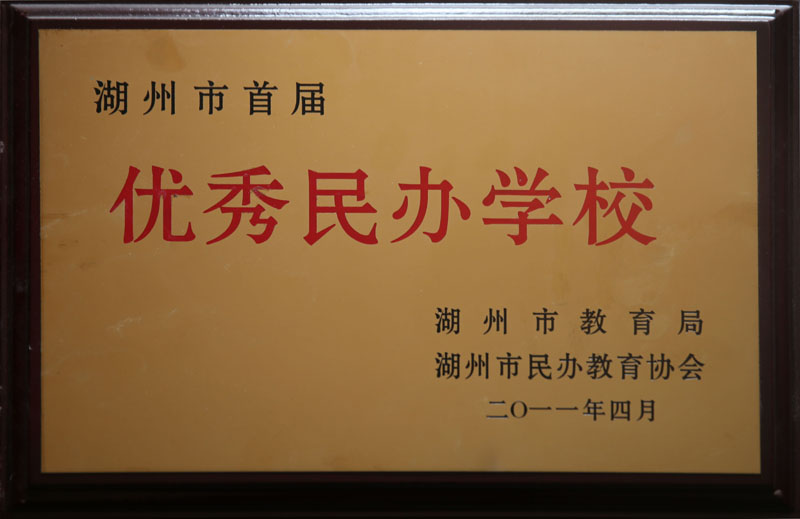 湖州市首届
优秀民办学校
湖州市教育局
湖州市民办教育协会
二〇一一年四月